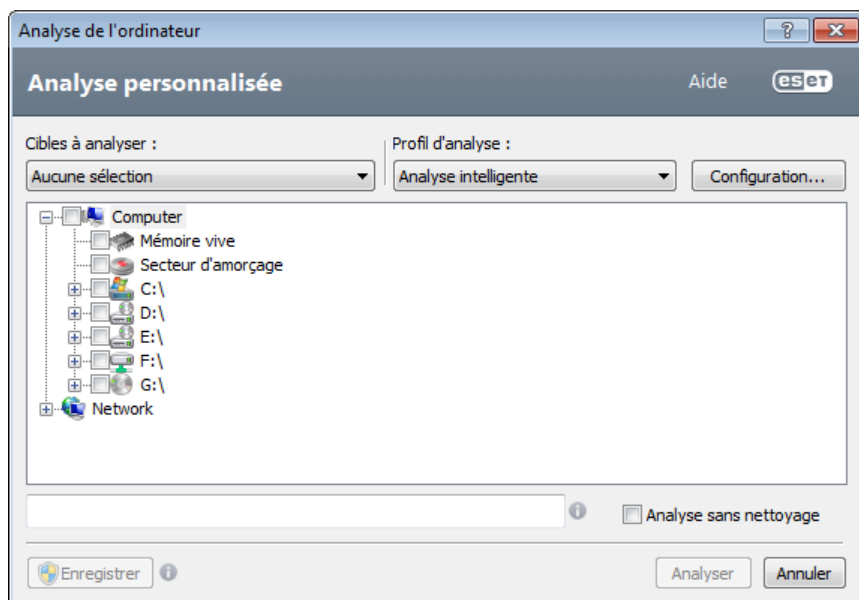 Analyse de l'ordinateur
?
Analyse personnalisée
Aide
eset
Cibles à analyser :
Profil d'analyse :
Aucune sélection
Analyse intelligente
Configuration...
Computer
Mémoire vive
Secteur d'amorçage
C:\
D:\
E:\
F:\
G:\
Network
Analyse sans nettoyage
Enregistrer
Analyser
Annuler